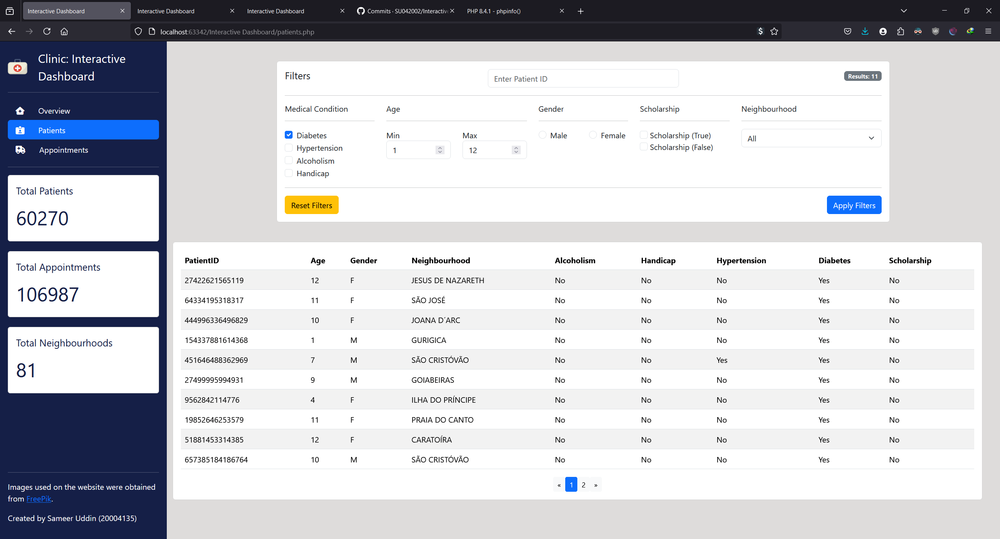 Interactive Dashboard
Interactive Dashboard
Interactive Dashboard
Commits · SU042002/Interactive
PHP 8.4.1 - phpinfo()
localhost:63342/Interactive Dashboard/patients.php
Clinic: Interactive
Dashboard
Overview
Patients
Appointments
Total Patients
60270
Total Appointments
106987
Total Neighbourhoods
81
Images used on the website were obtained
from FreePik.
Created by Sameer Uddin (20004135)
Filters
Enter Patient ID
Results: 11
Medical Condition Age Gender Scholarship Neighbourhood
Diabetes
Hypertension
Alcoholism
Handicap
Min Max
1 12
Male Female
Scholarship (True)
Scholarship (False)
All
Reset Filters Apply Filters
PatientID Age Gender Neighbourhood Alcoholism Handicap Hypertension Diabetes Scholarship
27422621565119 12 F JESUS DE NAZARETH No No No Yes No
64334195318317 11 F SÃO JOSÉ No No No Yes No
444996336496829 10 F JOANA D´ARC No No No Yes No
154337881614368 1 M GURIGICA No No No Yes No
451646488362969 7 M SÃO CRISTÓVÃO No No Yes Yes No
27499995994931 9 M GOIABEIRAS No No No Yes No
9562842114776 4 F ILHA DO PRÍNCIPE No No No Yes No
19852646253579 11 F PRAIA DO CANTO No No No Yes No
51881453314385 12 F CARATOÍRA No No No Yes No
657385184186764 10 M SÃO CRISTÓVÃO No No No Yes No
« 1 2 »